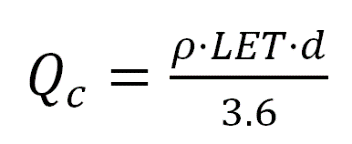 Q_c = ρ·LET·d / 3.6